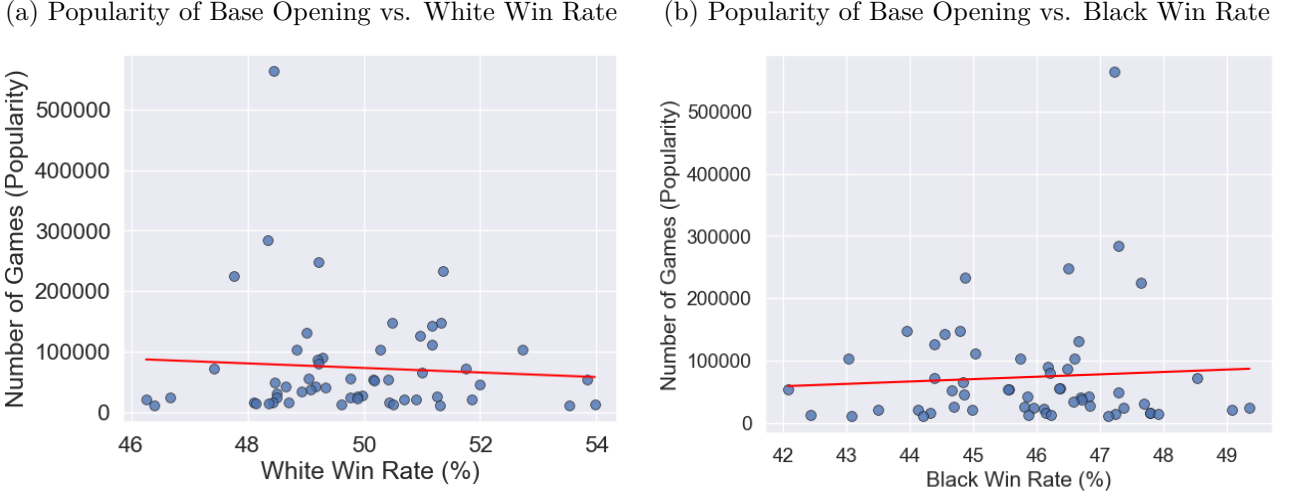 (a) Popularity of Base Opening vs. White Win Rate
Number of Games (Popularity)
500000
400000
300000
200000
100000
0
46 48 50 52 54
White Win Rate (%)
(b) Popularity of Base Opening vs. Black Win Rate
Number of Games (Popularity)
500000
400000
300000
200000
100000
0
42 43 44 45 46 47 48 49
Black Win Rate (%)